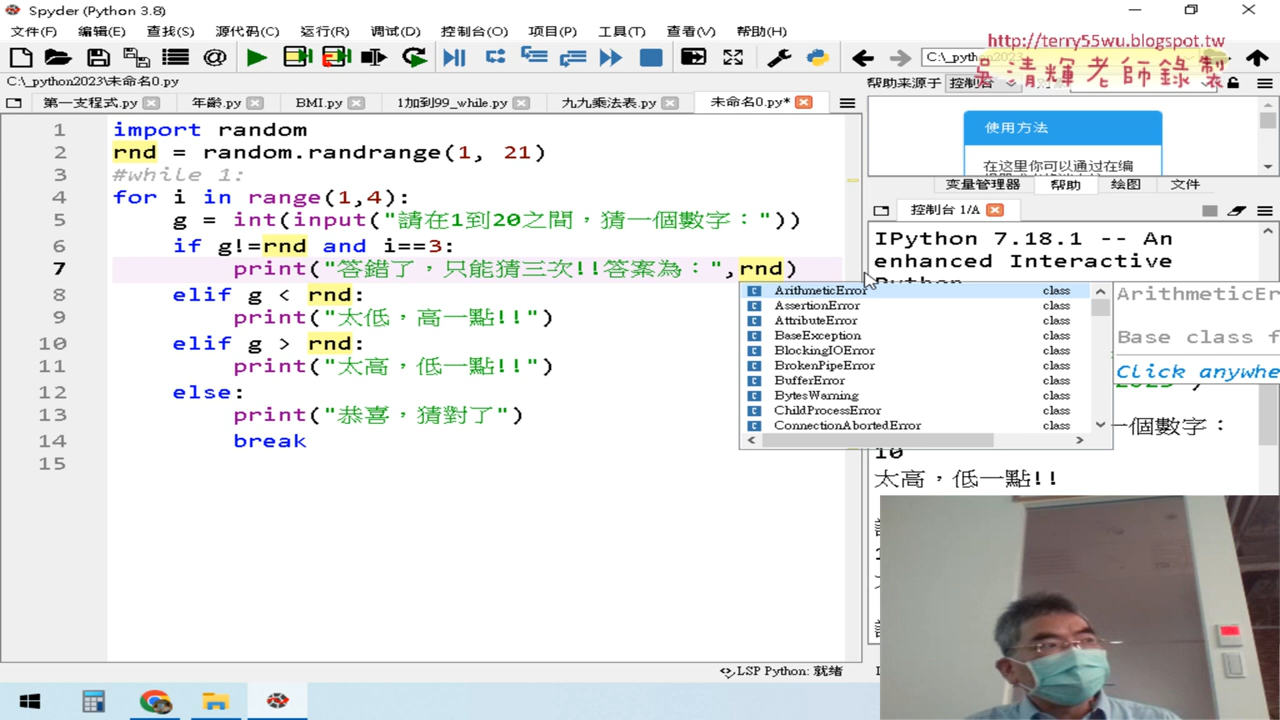 Spyder (Python 3.8)
文件(F) 编辑(E) 查找(S) 源代码(C) 运行(R) 调试(D) 控制台(O) 项目(P) 工具(T) 查看(V) 帮助(H)
http://terry55wu.blogspot.tw
吳清輝老師錄製
C:\_python2023\未命名0.py
帮助来源于 控制台
第一支程式.py 年齡.py BMI.py 1加到99_while.py 九九乘法表.py 未命名0.py*
1 import random
2 rnd = random.randrange(1, 21)
3 #while 1:
4 for i in range(1,4):
5 g = int(input("請在1到20之間，猜一個數字："))
6 if g!=rnd and i==3:
7 print("答錯了，只能猜三次!!答案為：",rnd)
8 elif g < rnd:
9 print("太低，高一點!!")
10 elif g > rnd:
11 print("太高，低一點!!")
12 else:
13 print("恭喜，猜對了")
14 break
15
使用方法
在这里你可以通过在编
变量管理器 帮助 绘图 文件
控制台 1/A
IPython 7.18.1 -- An
enhanced Interactive
Python.
ArithmeticError class
AssertionError class
AttributeError class
BaseException class
BlockingIOError class
BrokenPipeError class
BufferError class
BytesWarning class
ChildProcessError class
ConnectionAbortedError class
ArithmeticEr
Base class f
Click anywhe
一個數字：
10
太高，低一點!!
LSP Python: 就绪